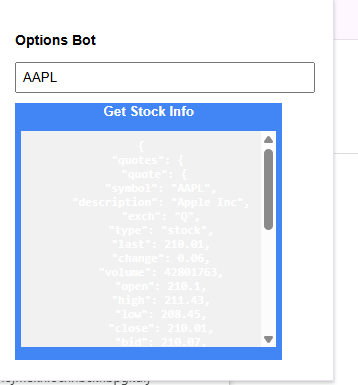 Options Bot
AAPL
Get Stock Info
{
"quotes": {
"quote": {
"symbol": "AAPL",
"description": "Apple Inc",
"exch": "Q",
"type": "stock",
"last": 210.01,
"change": 0.06,
"volume": 42801763,
"open": 210.1,
"high": 211.43,
"low": 208.45,
"close": 210.01,
"bid": 210.07,